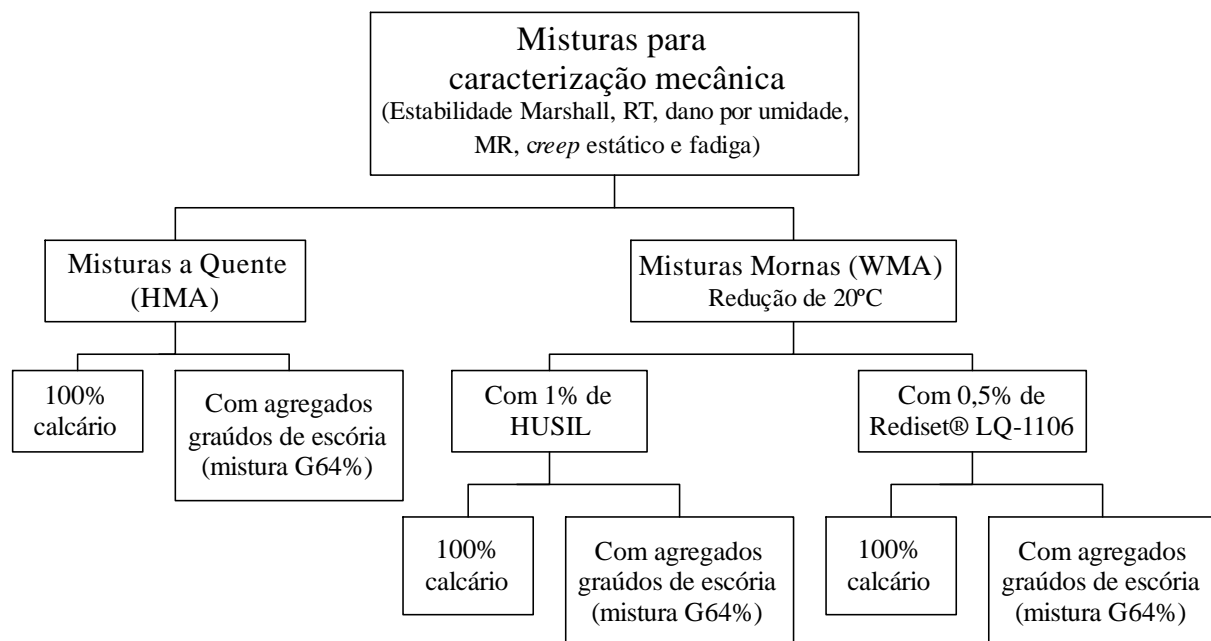 Misturas para
caracterização mecânica
(Estabilidade Marshall, RT, dano por umidade,
MR, creep estático e fadiga)
Misturas a Quente
(HMA)
Misturas Mornas (WMA)
Redução de 20ºC
100%
calcário
Com agregados
graúdos de escória
(mistura G64%)
Com 1% de
HUSIL
Com 0,5% de
Rediset® LQ-1106
100%
calcário
Com agregados
graúdos de escória
(mistura G64%)
100%
calcário
Com agregados
graúdos de escória
(mistura G64%)